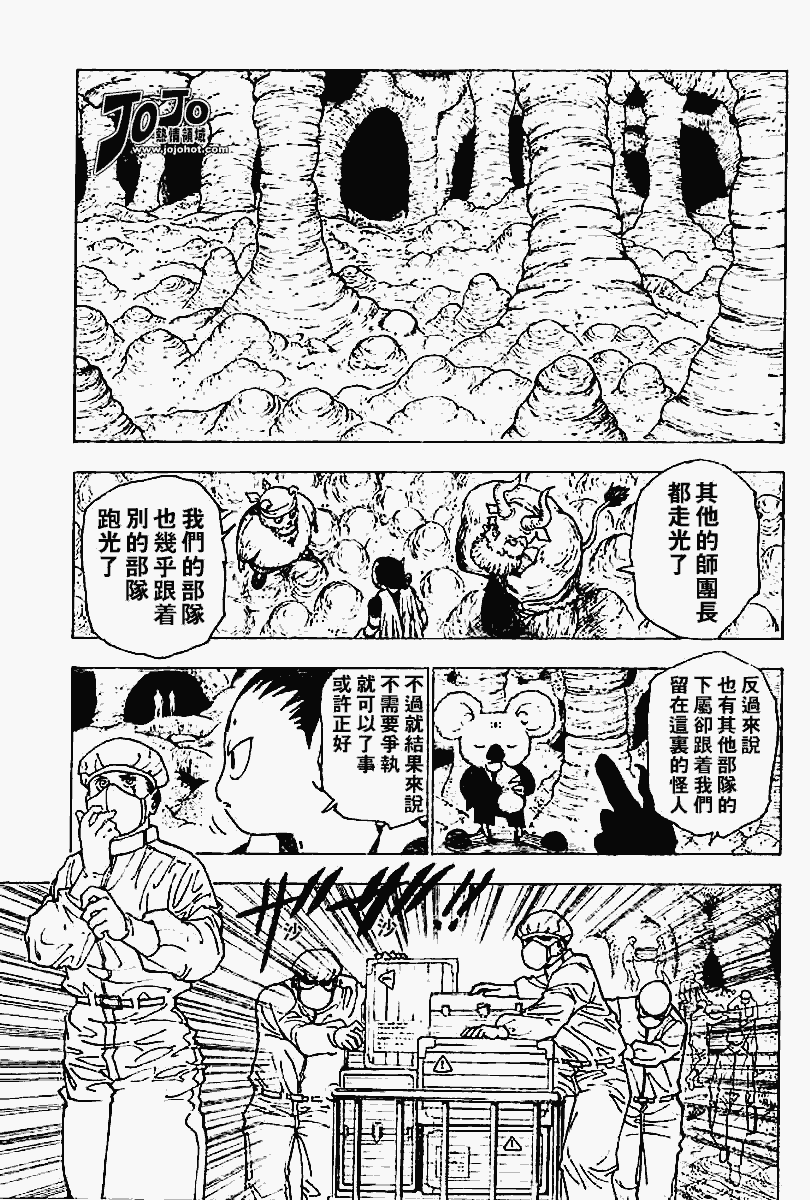 JOJO
熱情領域
www.jojohot.com
其他的師團長
都走光了
我們的部隊
也幾乎跟着
別的部隊
跑光了
反過來說
也有其他部隊的
下屬卻跟着我們
留在這裏的怪人
不過就結果來說
不需要爭執
就可以了事
或許正好
沙
沙